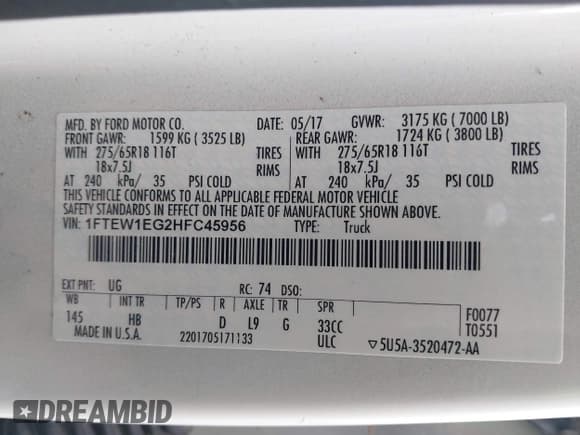 MFD. BY FORD MOTOR CO. DATE: 05/17 GVWR: 3175 KG ( 7000 LB)
FRONT GAWR: 1599 KG ( 3525 LB) REAR GAWR: 1724 KG ( 3800 LB)
WITH 275/65R18 116T TIRES WITH 275/65R18 116T TIRES
18x7.5J RIMS 18x7.5J RIMS
AT 240 kPa/ 35 PSI COLD AT 240 kPa/ 35 PSI COLD
THIS VEHICLE CONFORMS TO ALL APPLICABLE FEDERAL MOTOR VEHICLE
SAFETY STANDARDS IN EFFECT ON THE DATE OF MANUFACTURE SHOWN ABOVE.
VIN: 1FTEW1EG2HFC45956 TYPE: Truck
EXT PNT: UG RC: 74 DSO:
WB INT TR TP/PS R AXLE TR SPR F0077
145 HB D L9 G 33CC T0551
MADE IN U.S.A. 2201705171133 ULC ▽5U5A-3520472-AA
DREAMBID